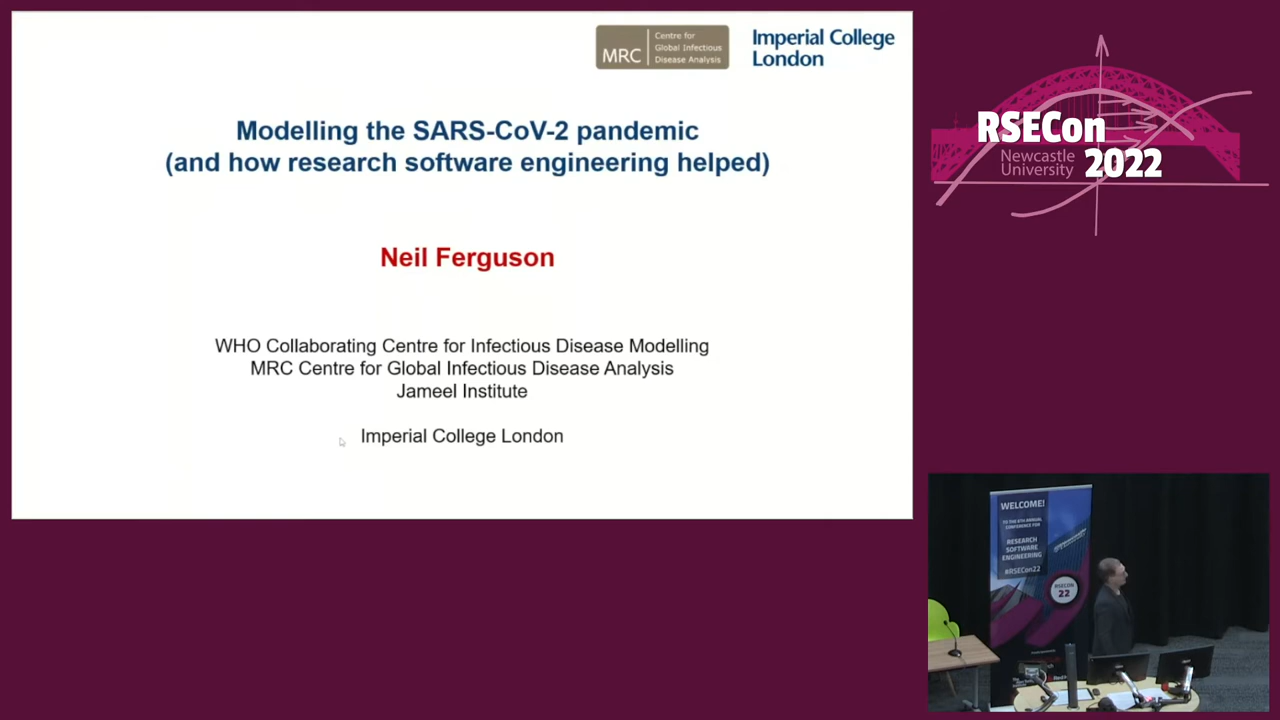 MRC
Centre for
Global Infectious
Disease Analysis
Imperial College
London
Modelling the SARS-CoV-2 pandemic
(and how research software engineering helped)
Neil Ferguson
WHO Collaborating Centre for Infectious Disease Modelling
MRC Centre for Global Infectious Disease Analysis
Jameel Institute
Imperial College London
RSECon
Newcastle
University
2022
WELCOME!
TO THE 6TH ANNUAL
CONFERENCE FOR
RESEARCH
SOFTWARE
ENGINEERING
#RSECon22
RSECON
22